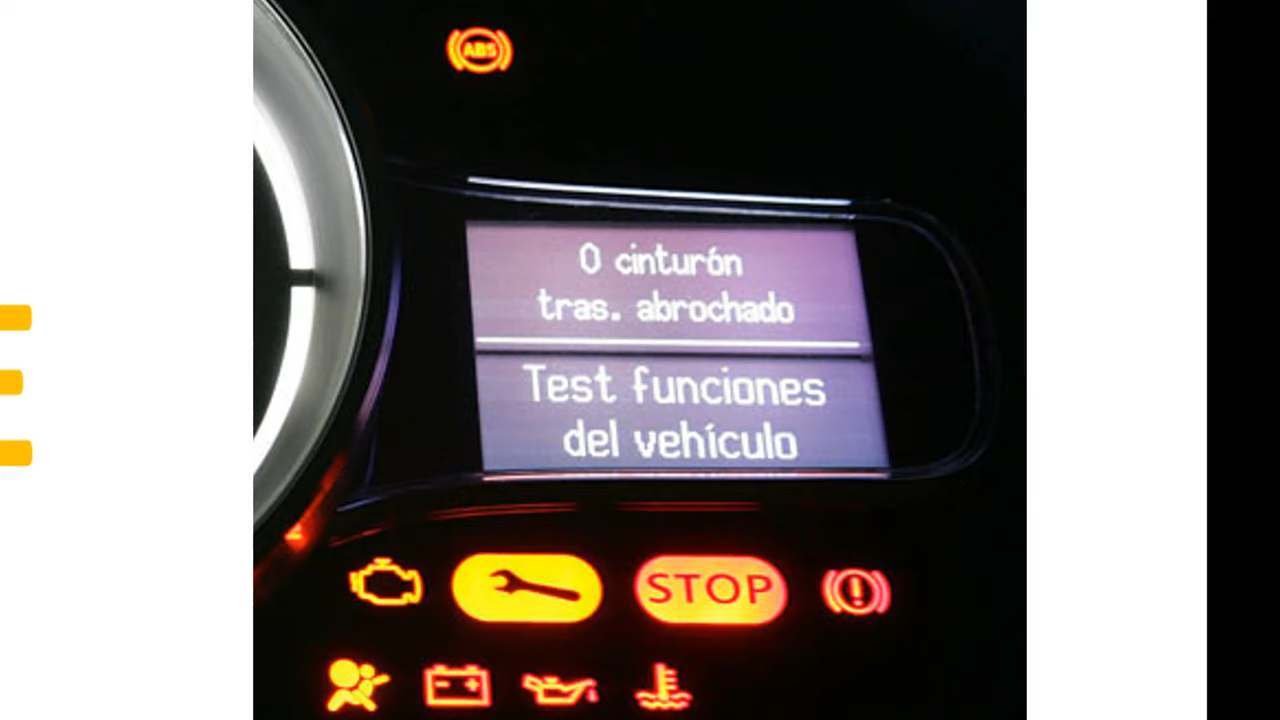 ABS
0 cinturón
tras. abrochado
Test funciones
del vehículo
STOP